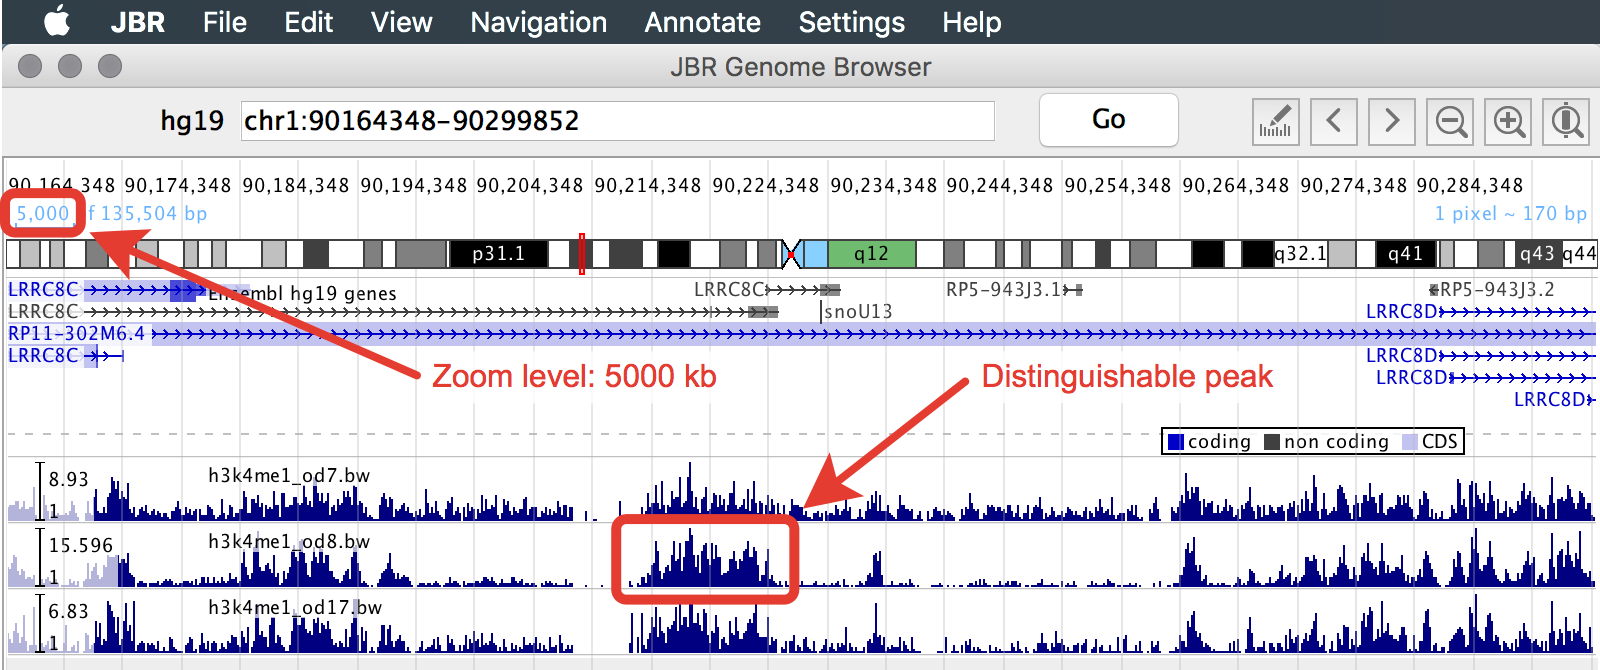 JBR File Edit View Navigation Annotate Settings Help
JBR Genome Browser
hg19 chr1:90164348-90299852 Go
90,164,348 90,174,348 90,184,348 90,194,348 90,204,348 90,214,348 90,224,348 90,234,348 90,244,348 90,254,348 90,264,348 90,274,348 90,284,348
5,000 f 135,504 bp 1 pixel ~ 170 bp
p31.1 q12 q32.1 q41 q43 q44
LRRC8C Ensembl hg19 genes LRRC8C RP5-943J3.1 RP5-943J3.2
LRRC8C snoU13 LRRC8D
RP11-302M6.4
LRRC8C LRRC8D
Zoom level: 5000 kb Distinguishable peak LRRC8D
LRRC8D
coding non coding CDS
8.93 h3k4me1_od7.bw
1
15.596 h3k4me1_od8.bw
1
6.83 h3k4me1_od17.bw
1